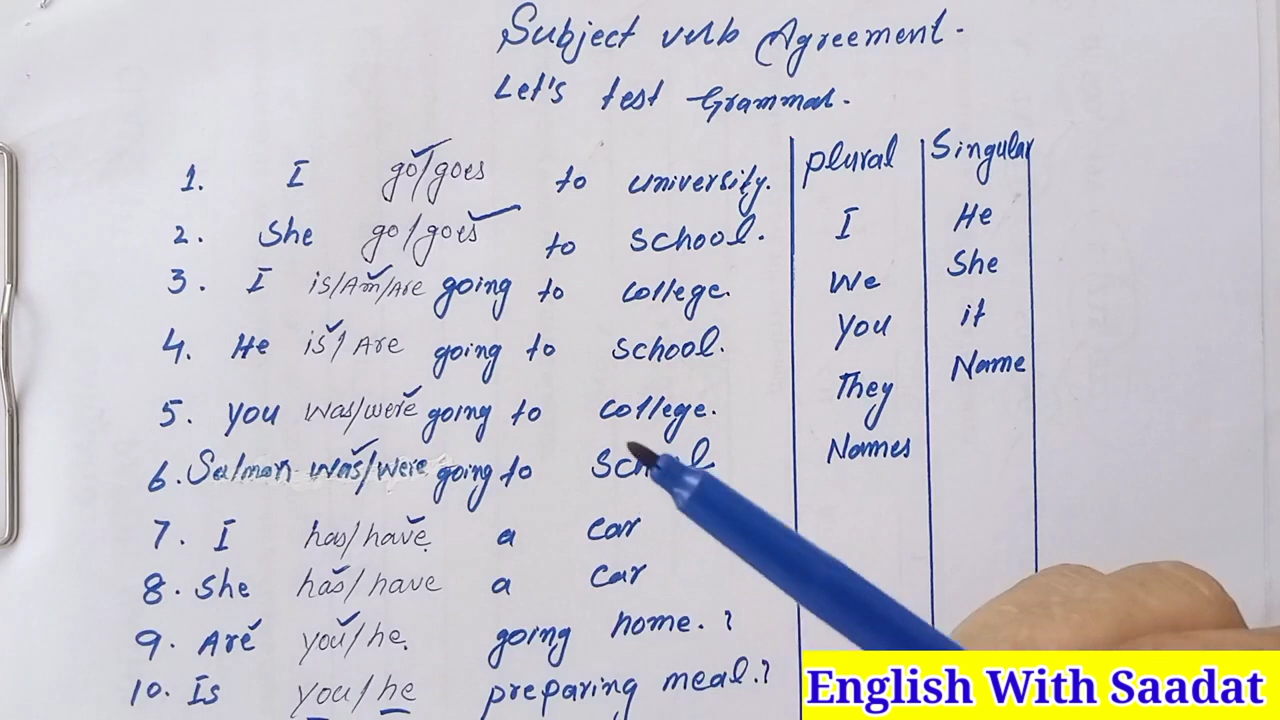 Subject verb Agreement.
Let's test Grammar.
1. I go/goes to university.
2. She go/goes to school.
3. I is/Am/Are going to college.
4. He is/Are going to school.
5. You was/were going to college.
6. Salman was/were going to School
7. I has/have a car
8. She has/have a car
9. Are you/he. going home.?
10. Is you/he preparing meal.?
Plural
I
We
You
They
Names
Singular
He
She
it
Name
English With Saadat